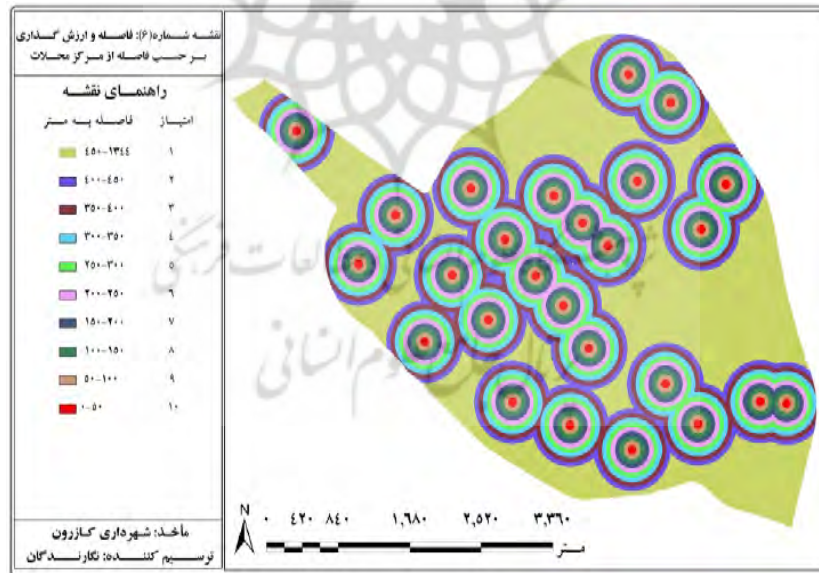 نقشه شماره(۶): فاصله و ارزش گذاری
بر حسب فاصله از مرکز محلات
راهنمای نقشه
امتیاز فاصله به متر
۱ ۴۵۰-۱۳۴۴
۲ ۴۰۰-۴۵۰
۳ ۳۵۰-۴۰۰
۴ ۳۰۰-۳۵۰
۵ ۲۵۰-۳۰۰
۶ ۲۰۰-۲۵۰
۷ ۱۵۰-۲۰۰
۸ ۱۰۰-۱۵۰
۹ ۵۰-۱۰۰
۱۰ ۰-۵۰
مأخذ: شهرداری کازرون
ترسیم کننده: نگارندگان
N
۰ ۴۲۰ ۸۴۰ ۱,۶۸۰ ۲,۵۲۰ ۳,۳۶۰
متر